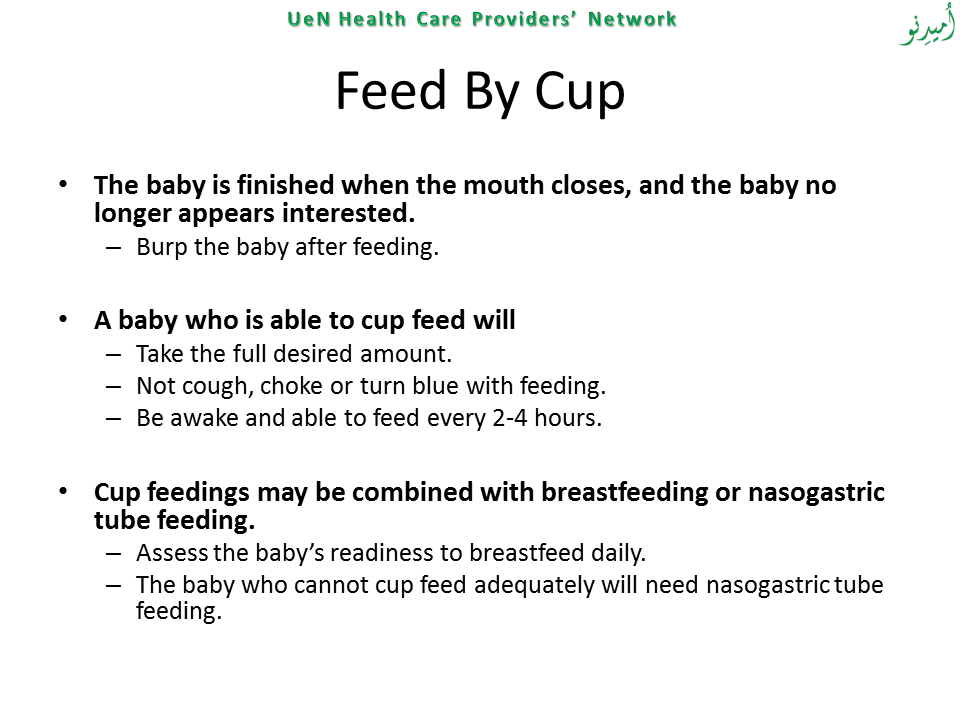 UeN Health Care Providers’ Network
اُمیدِنو
Feed By Cup
• The baby is finished when the mouth closes, and the baby no
longer appears interested.
– Burp the baby after feeding.
• A baby who is able to cup feed will
– Take the full desired amount.
– Not cough, choke or turn blue with feeding.
– Be awake and able to feed every 2-4 hours.
• Cup feedings may be combined with breastfeeding or nasogastric
tube feeding.
– Assess the baby’s readiness to breastfeed daily.
– The baby who cannot cup feed adequately will need nasogastric tube
feeding.